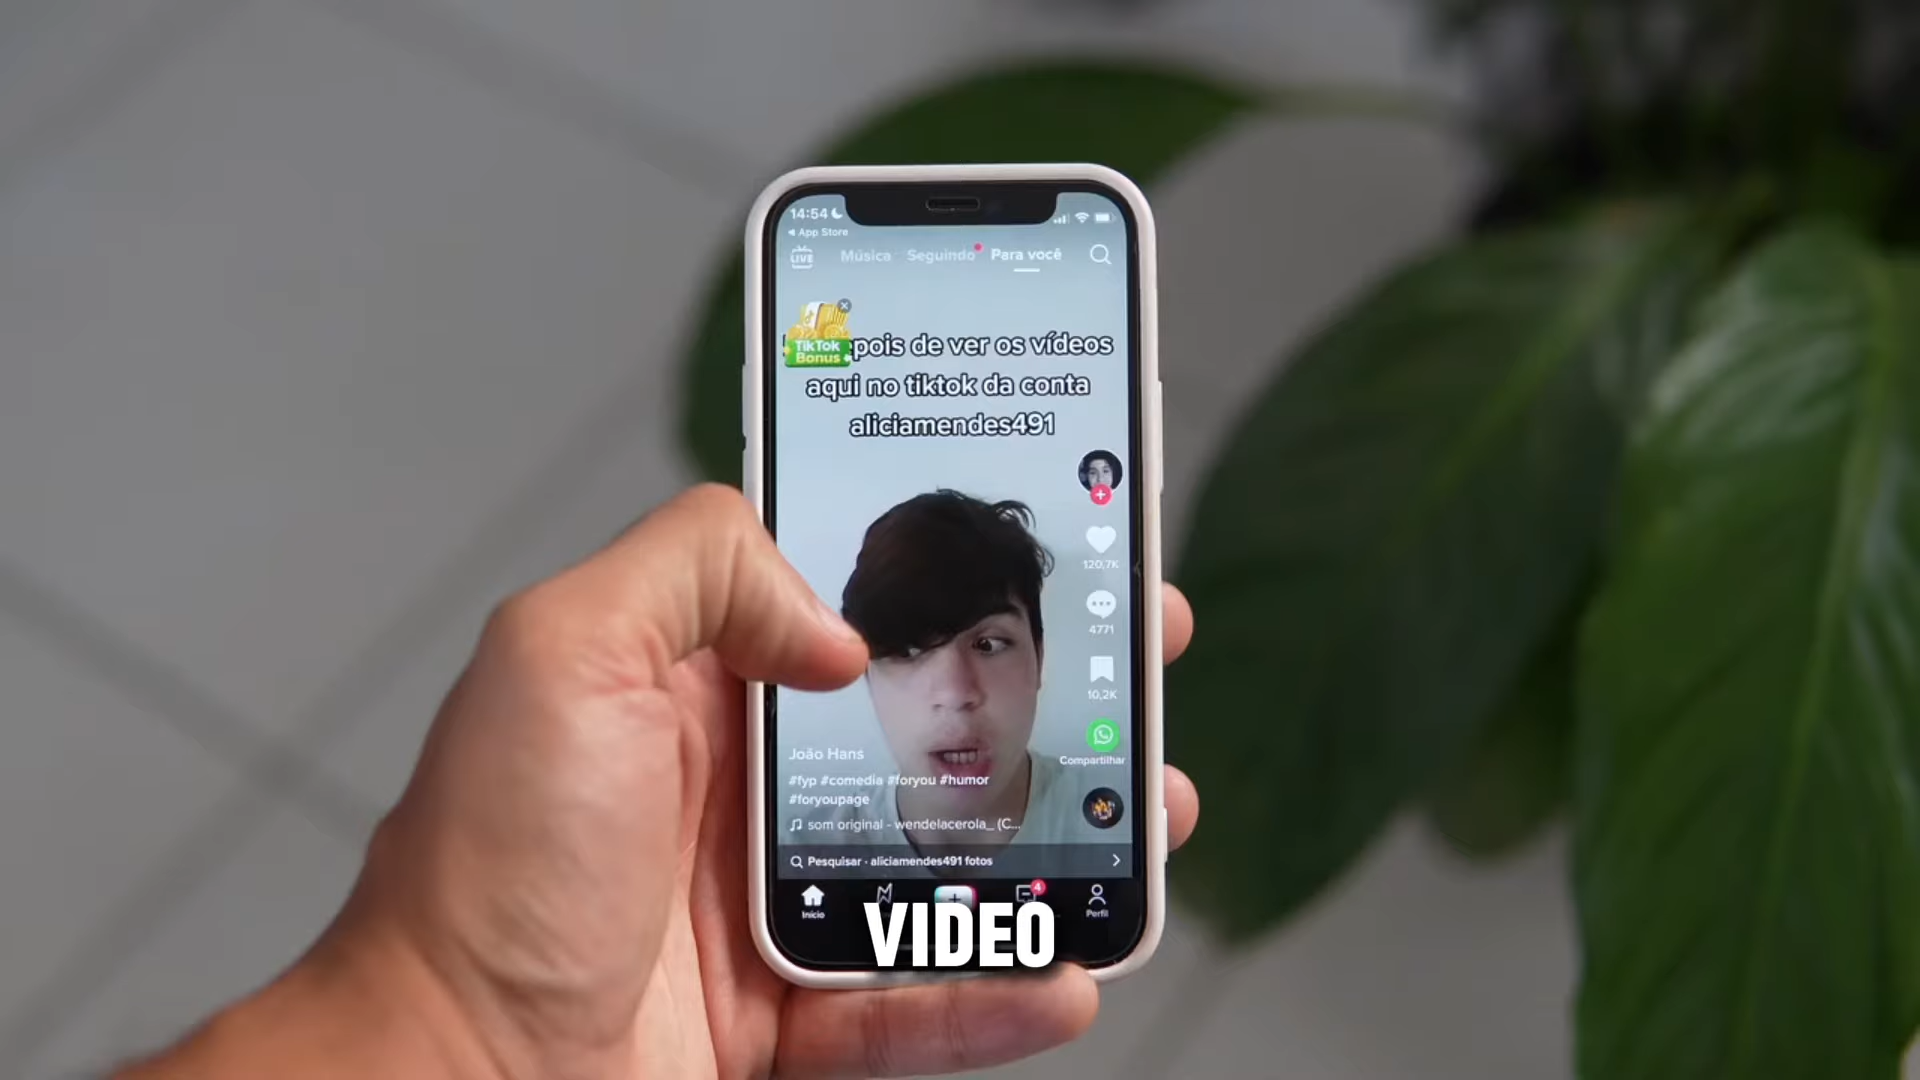 14:54
App Store
LIVE
Música
Seguindo
Para você
TikTok
Bonus
pois de ver os vídeos
aqui no tiktok da conta
aliciamendes491
120,7K
4771
10,2K
Compartilhar
João Hans
#fyp #comedia #foryou #humor
#foryoupage
som original - wendelacerola_ (C...
Pesquisar · aliciamendes491 fotos
4
Início
Perfil
VIDEO